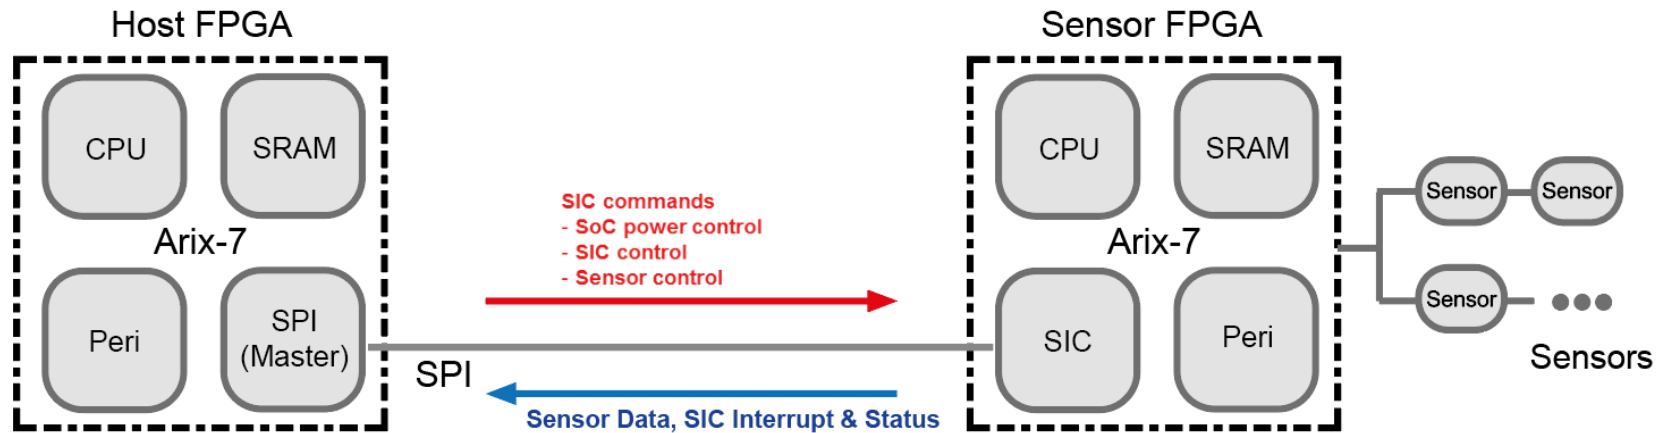 Host FPGA
CPU
SRAM
Arix-7
Peri
SPI
(Master)
SIC commands
- SoC power control
- SIC control
- Sensor control
SPI
Sensor Data, SIC Interrupt & Status
Sensor FPGA
CPU
SRAM
Arix-7
SIC
Peri
Sensor
Sensor
Sensor
Sensors